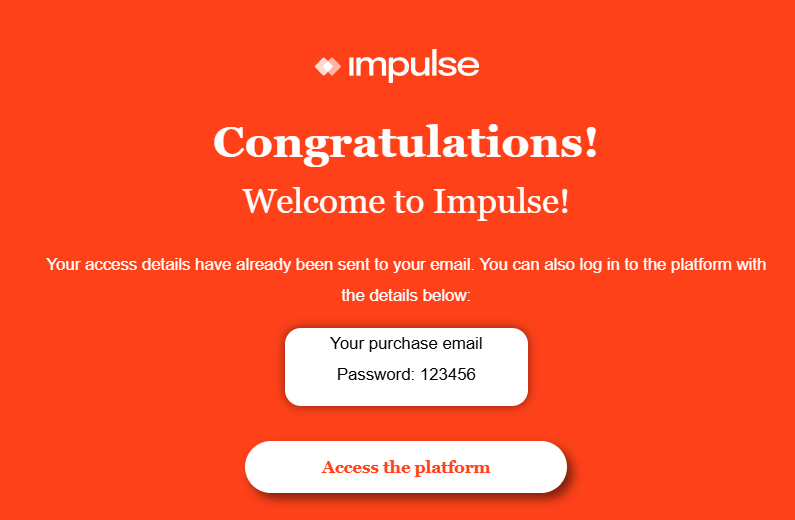 impulse
Congratulations!
Welcome to Impulse!
Your access details have already been sent to your email. You can also log in to the platform with
the details below:
Your purchase email
Password: 123456
Access the platform